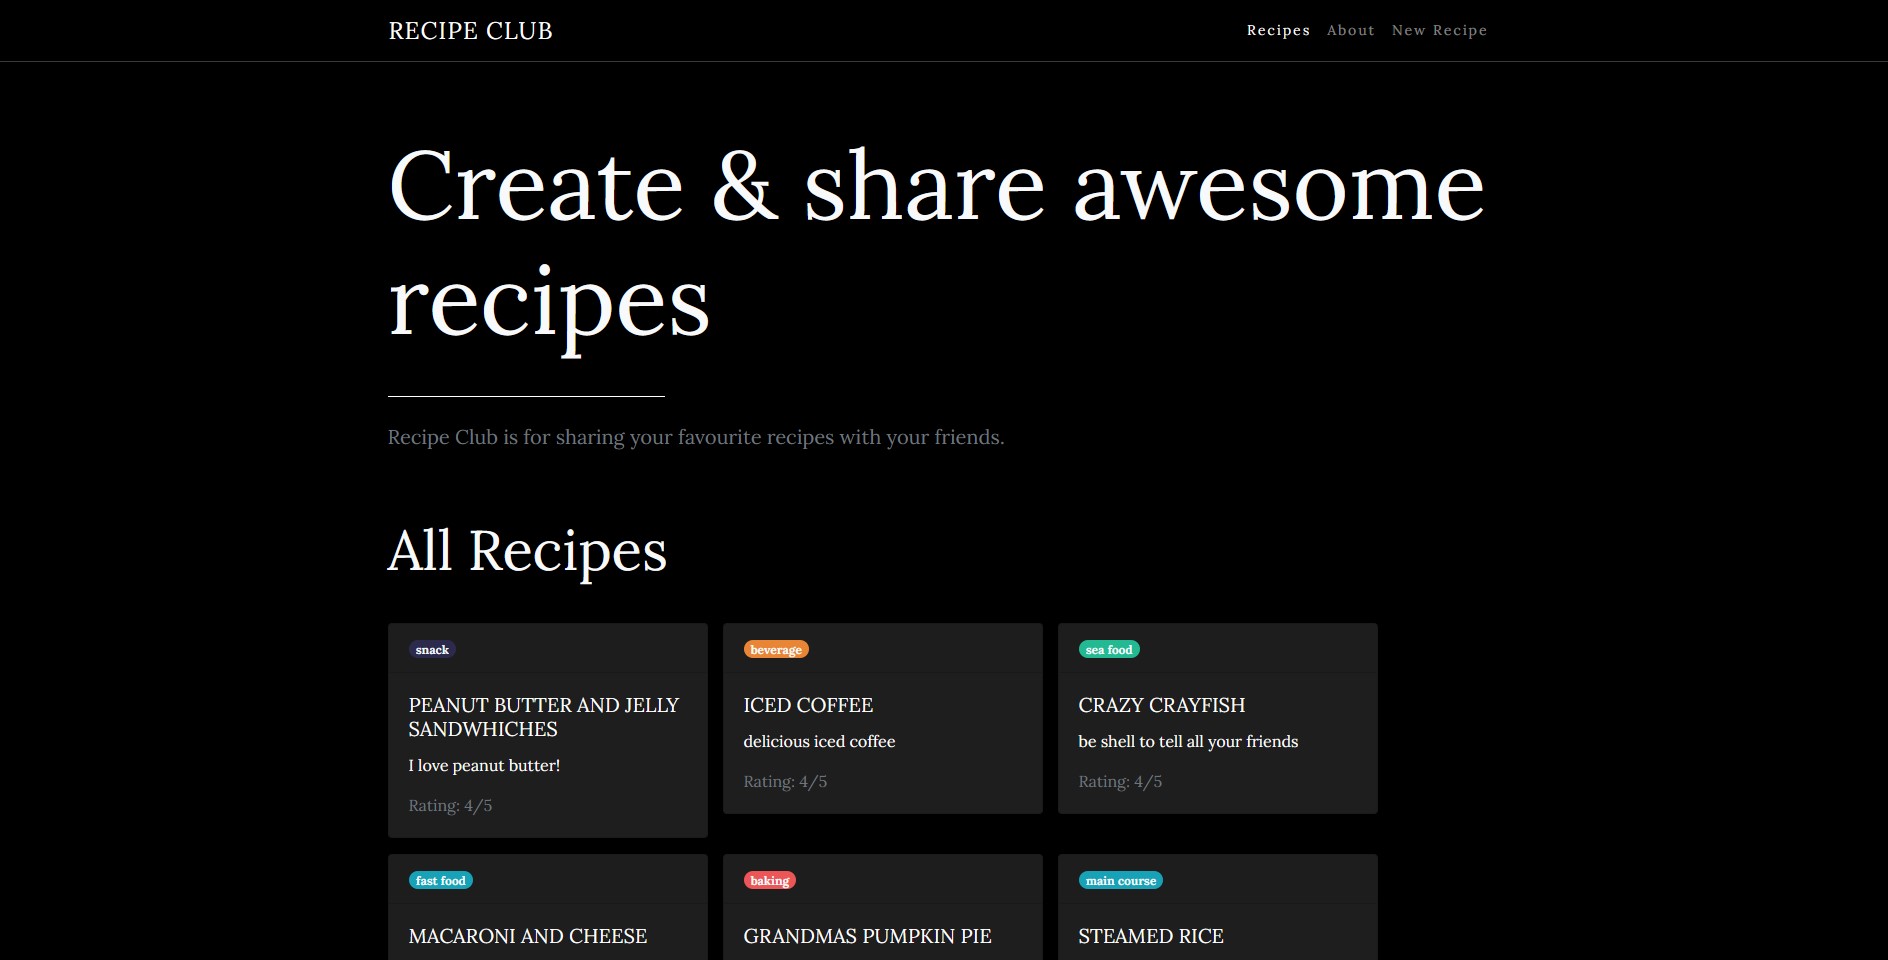 RECIPE CLUB
Recipes About New Recipe
Create & share awesome
recipes
Recipe Club is for sharing your favourite recipes with your friends.
All Recipes
snack
PEANUT BUTTER AND JELLY
SANDWHICHES
I love peanut butter!
Rating: 4/5
beverage
ICED COFFEE
delicious iced coffee
Rating: 4/5
sea food
CRAZY CRAYFISH
be shell to tell all your friends
Rating: 4/5
fast food
MACARONI AND CHEESE
baking
GRANDMAS PUMPKIN PIE
main course
STEAMED RICE